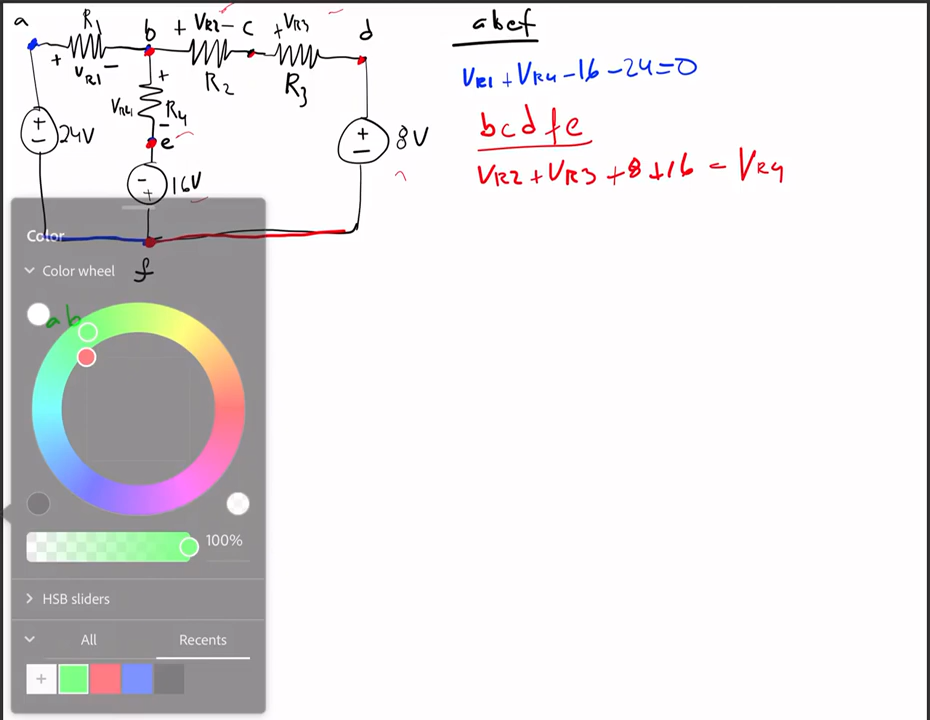 a R1 b + VR2 - c + VR3 d
+ VR1 - R2 R3
VR4 + R4 -
+ - 24V
e
+ - 8V
- + 16V
f
abef
VR1 + VR4 - 16 - 24 = 0
bcdfe
VR2 + VR3 + 8 + 16 = VR4
Color
Color wheel
ab
100%
HSB sliders
All Recents
+